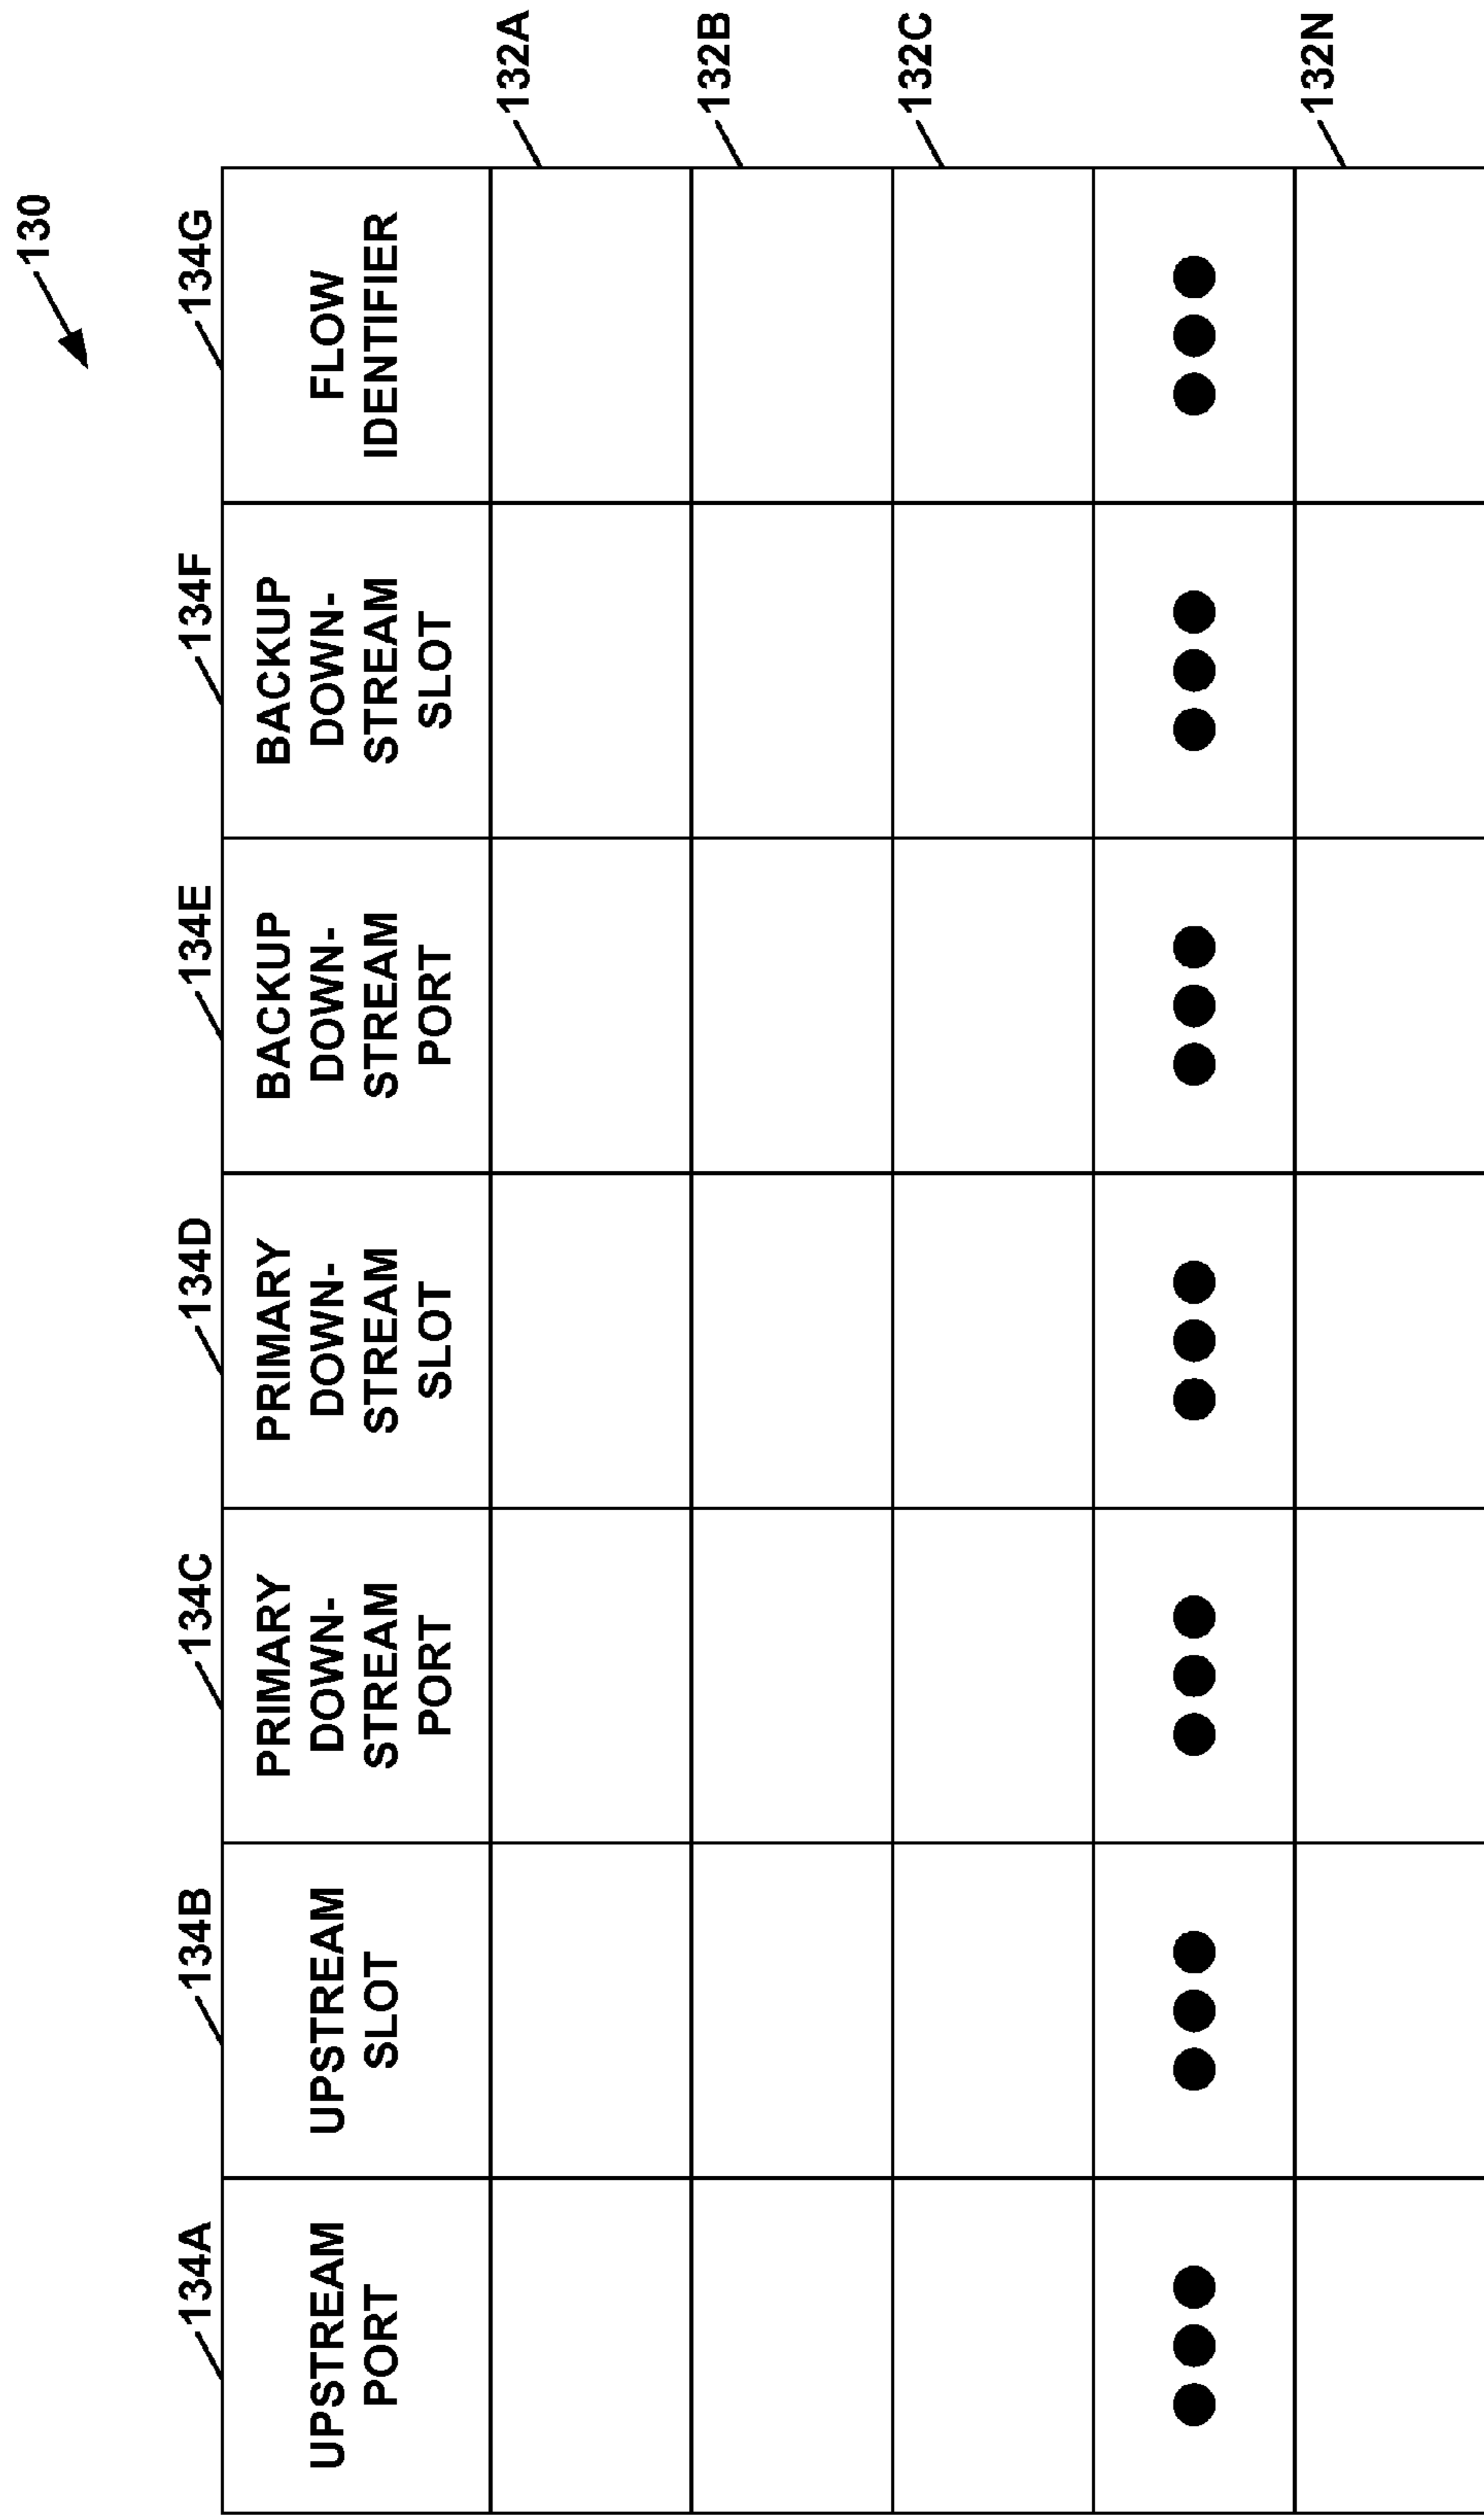 130
134A
134B
134C
134D
134E
134F
134G
UPSTREAM
PORT
UPSTREAM
SLOT
PRIMARY
DOWN-
STREAM
PORT
PRIMARY
DOWN-
STREAM
SLOT
BACKUP
DOWN-
STREAM
PORT
BACKUP
DOWN-
STREAM
SLOT
FLOW
IDENTIFIER
132A
132B
132C
132N